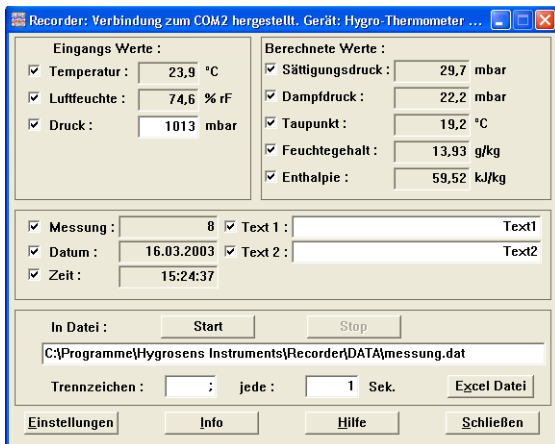 Recorder: Verbindung zum COM2 hergestellt. Gerät: Hygro-Thermometer ...
Eingangs Werte :
Temperatur : 23,9 °C
Luftfeuchte : 74,6 % rF
Druck : 1013 mbar
Berechnete Werte :
Sättigungsdruck : 29,7 mbar
Dampfdruck : 22,2 mbar
Taupunkt : 19,2 °C
Feuchtegehalt : 13,93 g/kg
Enthalpie : 59,52 kJ/kg
Messung : 8 Text 1 : Text1
Datum : 16.03.2003 Text 2 : Text2
Zeit : 15:24:37
In Datei : Start Stop
C:\Programme\Hygrosens Instruments\Recorder\DATA\messung.dat
Trennzeichen : ; jede : 1 Sek. Excel Datei
Einstellungen Info Hilfe Schließen